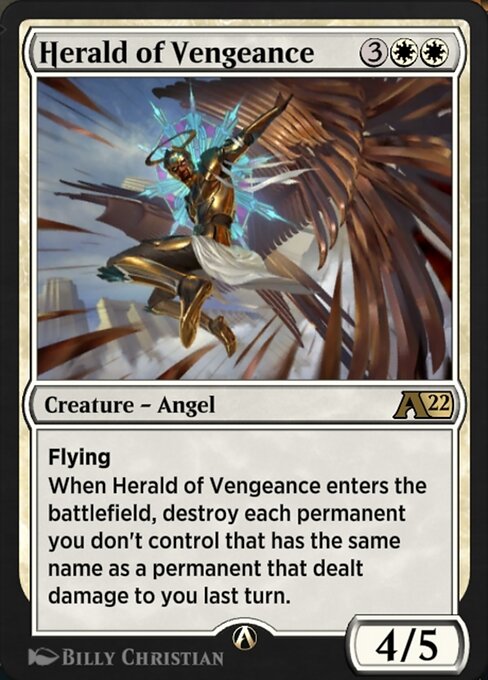 Herald of Vengeance 3
Creature – Angel A22
Flying
When Herald of Vengeance enters the
battlefield, destroy each permanent
you don't control that has the same
name as a permanent that dealt
damage to you last turn.
4/5
BILLY CHRISTIAN